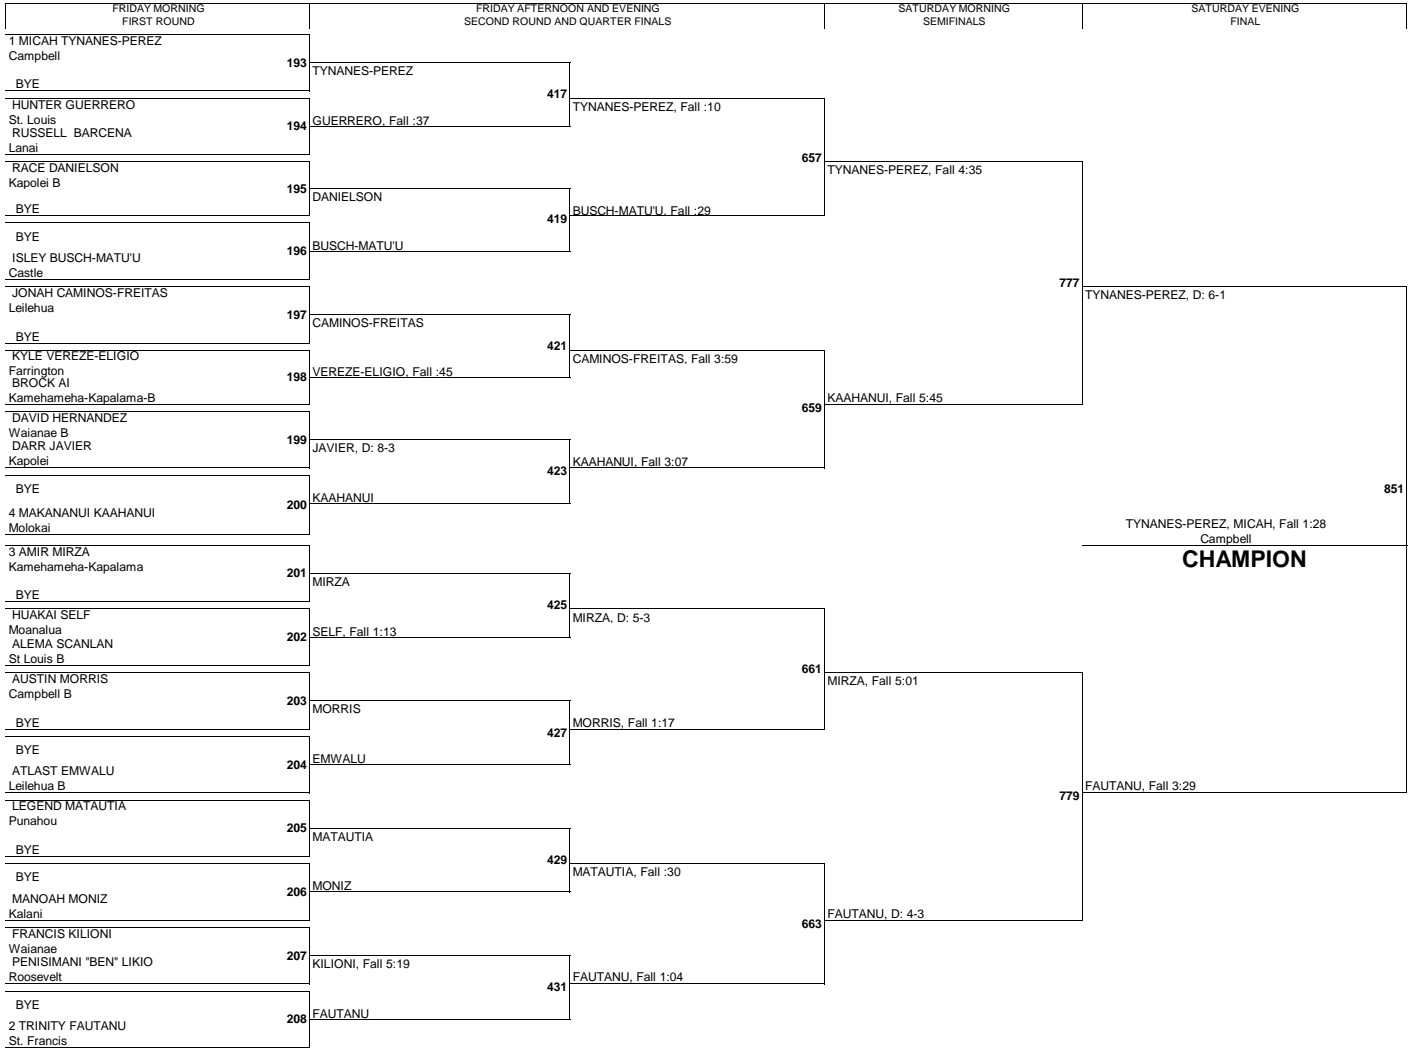 FRIDAY MORNING
FIRST ROUND
FRIDAY AFTERNOON AND EVENING
SECOND ROUND AND QUARTER FINALS
SATURDAY MORNING
SEMIFINALS
SATURDAY EVENING
FINAL
1 MICAH TYNANES-PEREZ
Campbell
193
BYE
HUNTER GUERRERO
St. Louis
194
RUSSELL BARCENA
Lanai
RACE DANIELSON
Kapolei B
195
BYE
BYE
196
ISLEY BUSCH-MATU'U
Castle
JONAH CAMINOS-FREITAS
Leilehua
197
BYE
KYLE VEREZE-ELIGIO
Farrington
198
BROCK AI
Kamehameha-Kapalama-B
DAVID HERNANDEZ
Waianae B
199
DARR JAVIER
Kapolei
BYE
200
4 MAKANANUI KAAHANUI
Molokai
3 AMIR MIRZA
Kamehameha-Kapalama
201
BYE
HUAKAI SELF
Moanalua
202
ALEMA SCANLAN
St Louis B
AUSTIN MORRIS
Campbell B
203
BYE
BYE
204
ATLAST EMWALU
Leilehua B
LEGEND MATAUTIA
Punahou
205
BYE
BYE
206
MANOAH MONIZ
Kalani
FRANCIS KILIONI
Waianae
207
PENISIMANI "BEN" LIKIO
Roosevelt
BYE
208
2 TRINITY FAUTANU
St. Francis
TYNANES-PEREZ
417
GUERRERO, Fall :37
DANIELSON
419
BUSCH-MATU'U
CAMINOS-FREITAS
421
VEREZE-ELIGIO, Fall :45
JAVIER, D: 8-3
423
KAAHANUI
MIRZA
425
SELF, Fall 1:13
MORRIS
427
EMWALU
MATAUTIA
429
MONIZ
KILIONI, Fall 5:19
431
FAUTANU
TYNANES-PEREZ, Fall :10
657
BUSCH-MATU'U, Fall :29
CAMINOS-FREITAS, Fall 3:59
659
KAAHANUI, Fall 3:07
MIRZA, D: 5-3
661
MORRIS, Fall 1:17
MATAUTIA, Fall :30
663
FAUTANU, Fall 1:04
TYNANES-PEREZ, Fall 4:35
777
KAAHANUI, Fall 5:45
MIRZA, Fall 5:01
779
FAUTANU, D: 4-3
TYNANES-PEREZ, D: 6-1
851
FAUTANU, Fall 3:29
TYNANES-PEREZ, MICAH, Fall 1:28
Campbell
CHAMPION